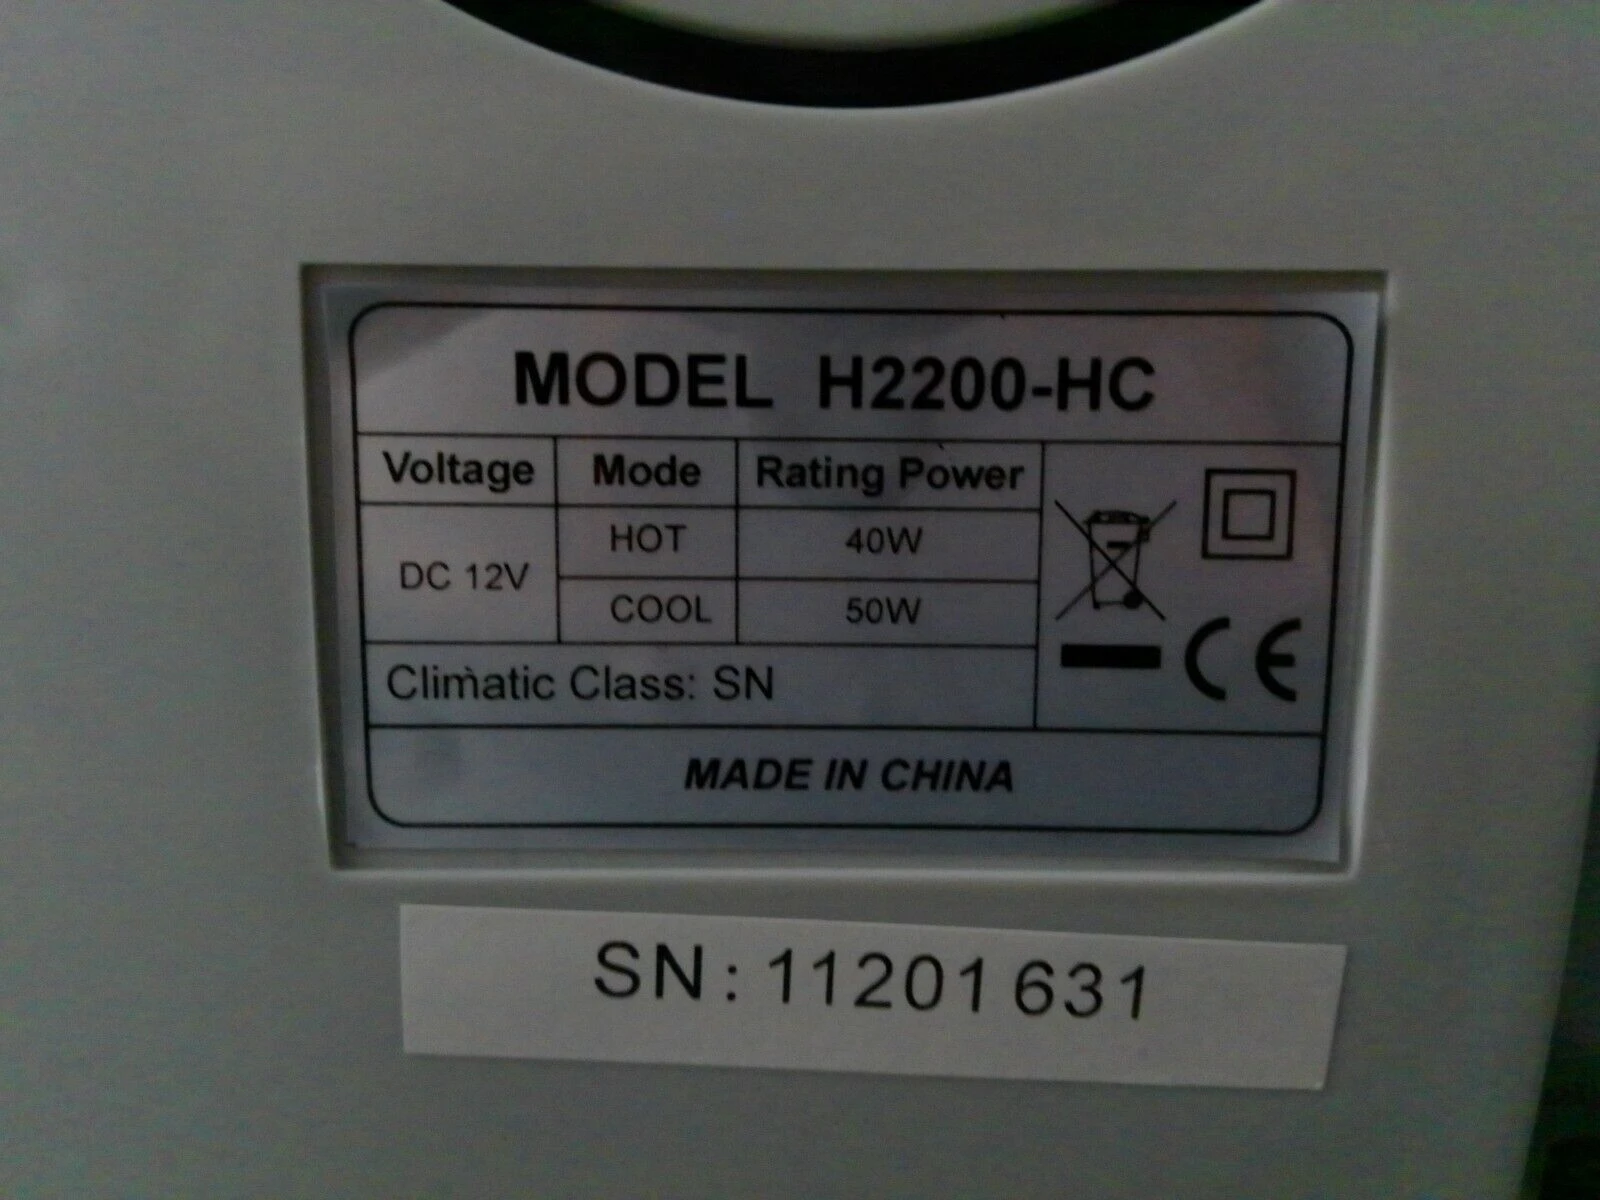 MODEL H2200-HC
Voltage Mode Rating Power
DC 12V
HOT 40W
COOL 50W
Climatic Class: SN
CE
MADE IN CHINA
SN: 11201631